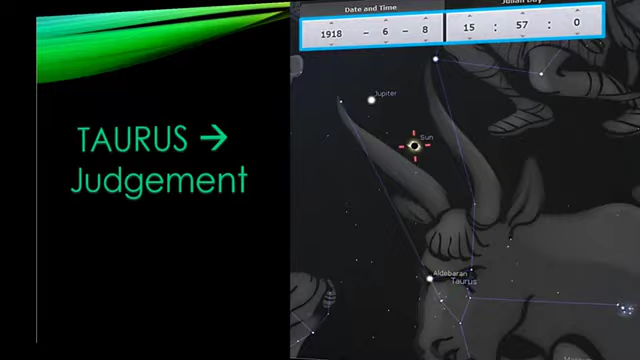 TAURUS →
Judgement
Date and Time
Julian Day
1918 - 6 - 8
15 : 57 : 0
Jupiter
Sun
Aldebaran
Taurus